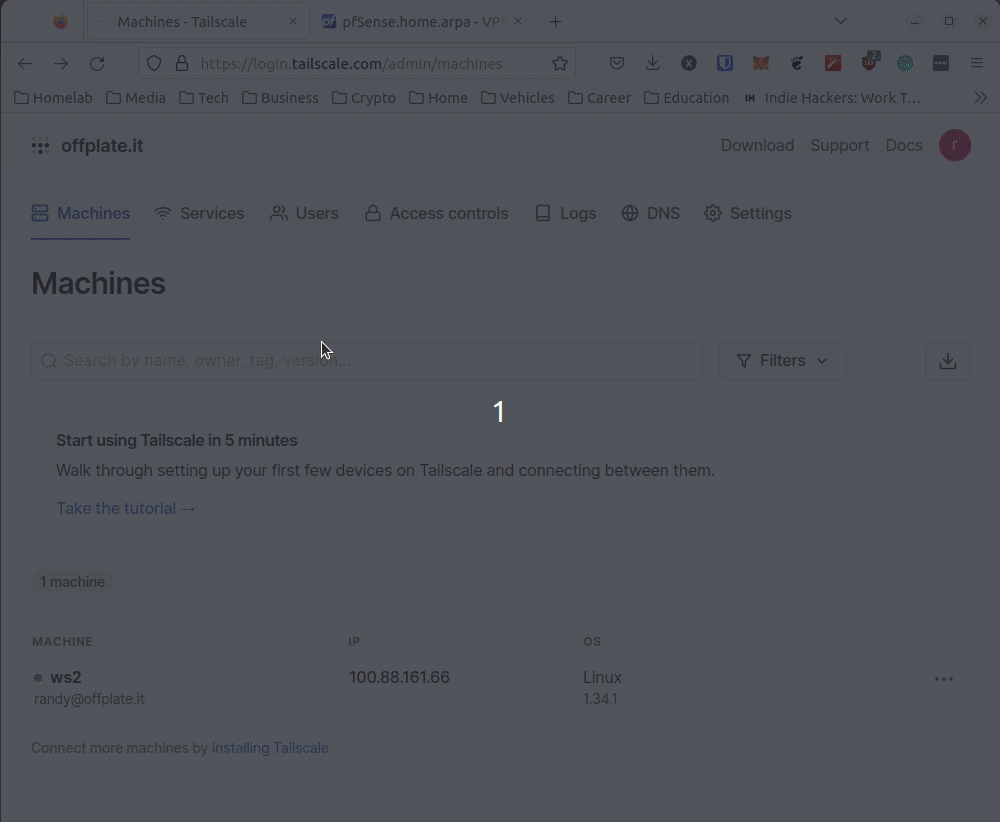 Machines - Tailscale
pfSense.home.arpa - VPN
https://login.tailscale.com/admin/machines
2
Homelab Media Tech Business Crypto Home Vehicles Career Education IH Indie Hackers: Work T...
offplate.it
Download Support Docs r
Machines Services Users Access controls Logs DNS Settings
Machines
Search by name, owner, tag, version...
Filters
1
Start using Tailscale in 5 minutes
Walk through setting up your first few devices on Tailscale and connecting between them.
Take the tutorial →
1 machine
MACHINE IP OS
ws2 100.88.161.66 Linux
randy@offplate.it 1.34.1
Connect more machines by installing Tailscale